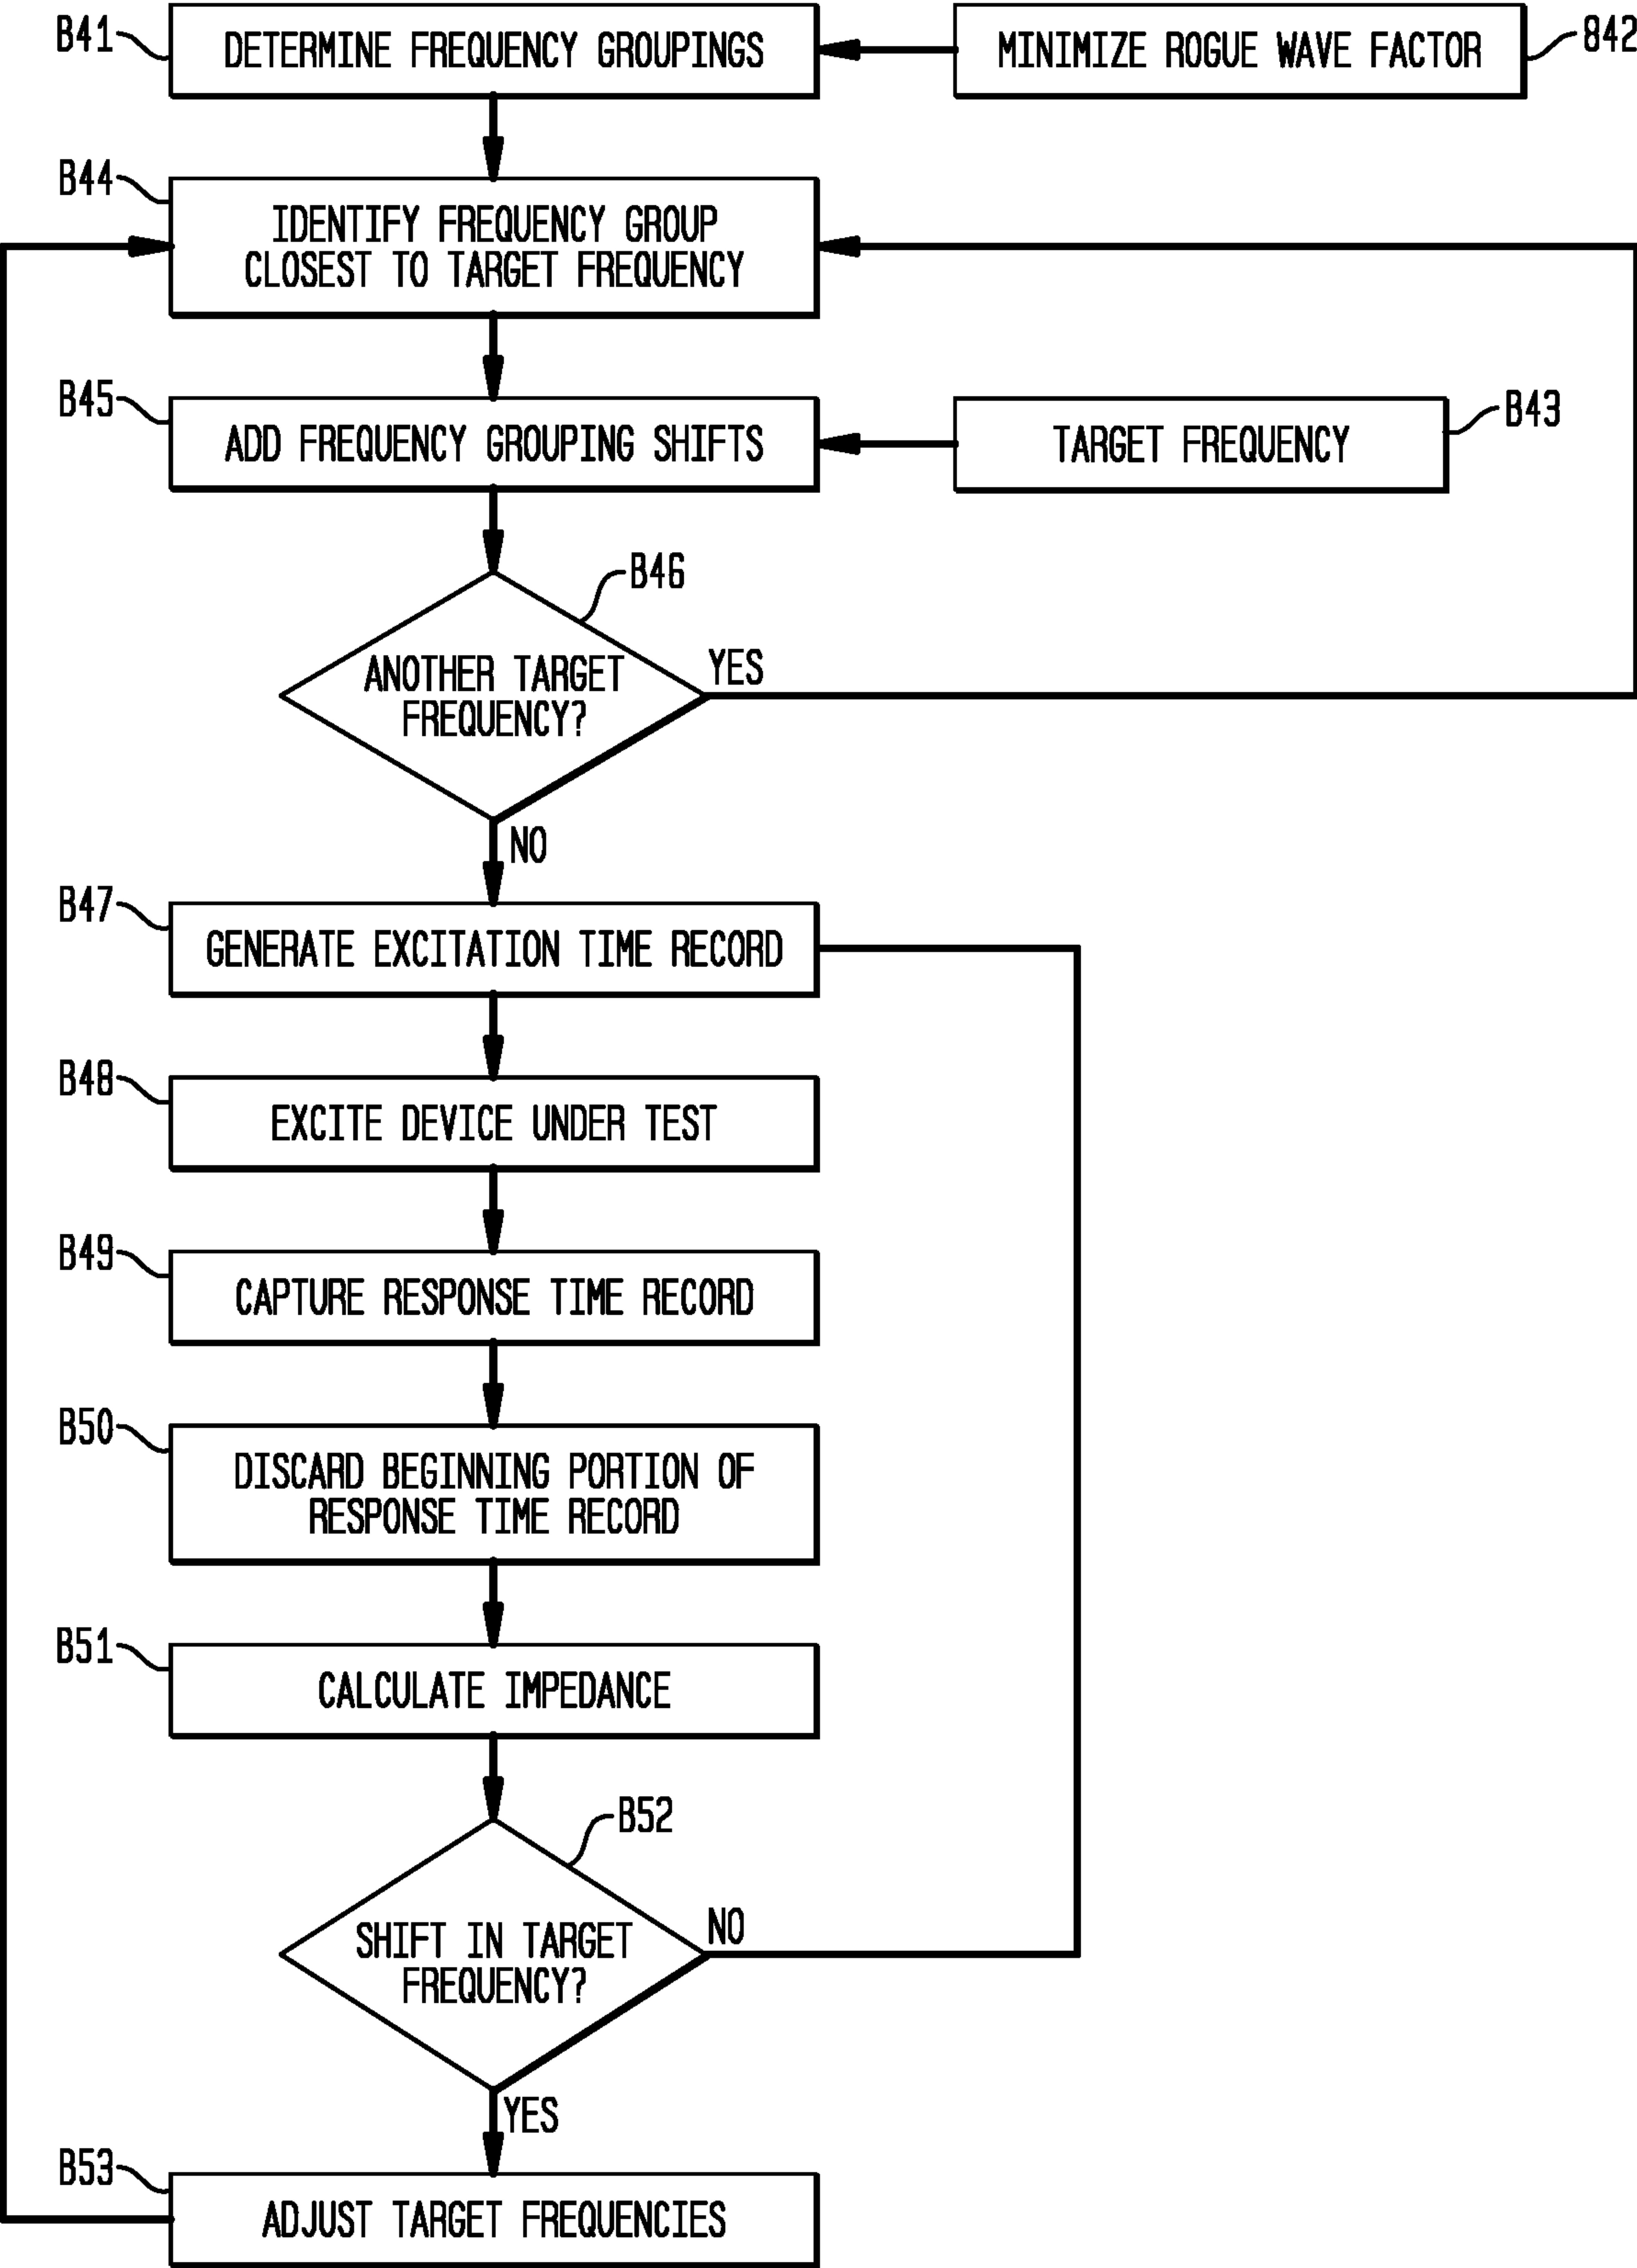 B41
DETERMINE FREQUENCY GROUPINGS
MINIMIZE ROGUE WAVE FACTOR
842
B44
IDENTIFY FREQUENCY GROUP
CLOSEST TO TARGET FREQUENCY
B45
ADD FREQUENCY GROUPING SHIFTS
TARGET FREQUENCY
B43
B46
ANOTHER TARGET
FREQUENCY?
YES
NO
B47
GENERATE EXCITATION TIME RECORD
B48
EXCITE DEVICE UNDER TEST
B49
CAPTURE RESPONSE TIME RECORD
B50
DISCARD BEGINNING PORTION OF
RESPONSE TIME RECORD
B51
CALCULATE IMPEDANCE
B52
SHIFT IN TARGET
FREQUENCY?
NO
YES
B53
ADJUST TARGET FREQUENCIES